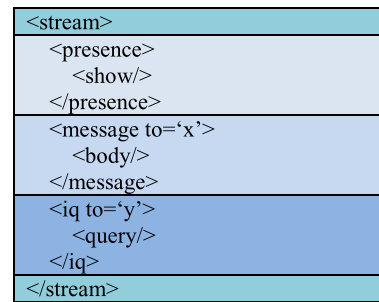 <stream>
<presence>
<show/>
</presence>
<message to=‘x’>
<body/>
</message>
<iq to=‘y’>
<query/>
</iq>
</stream>